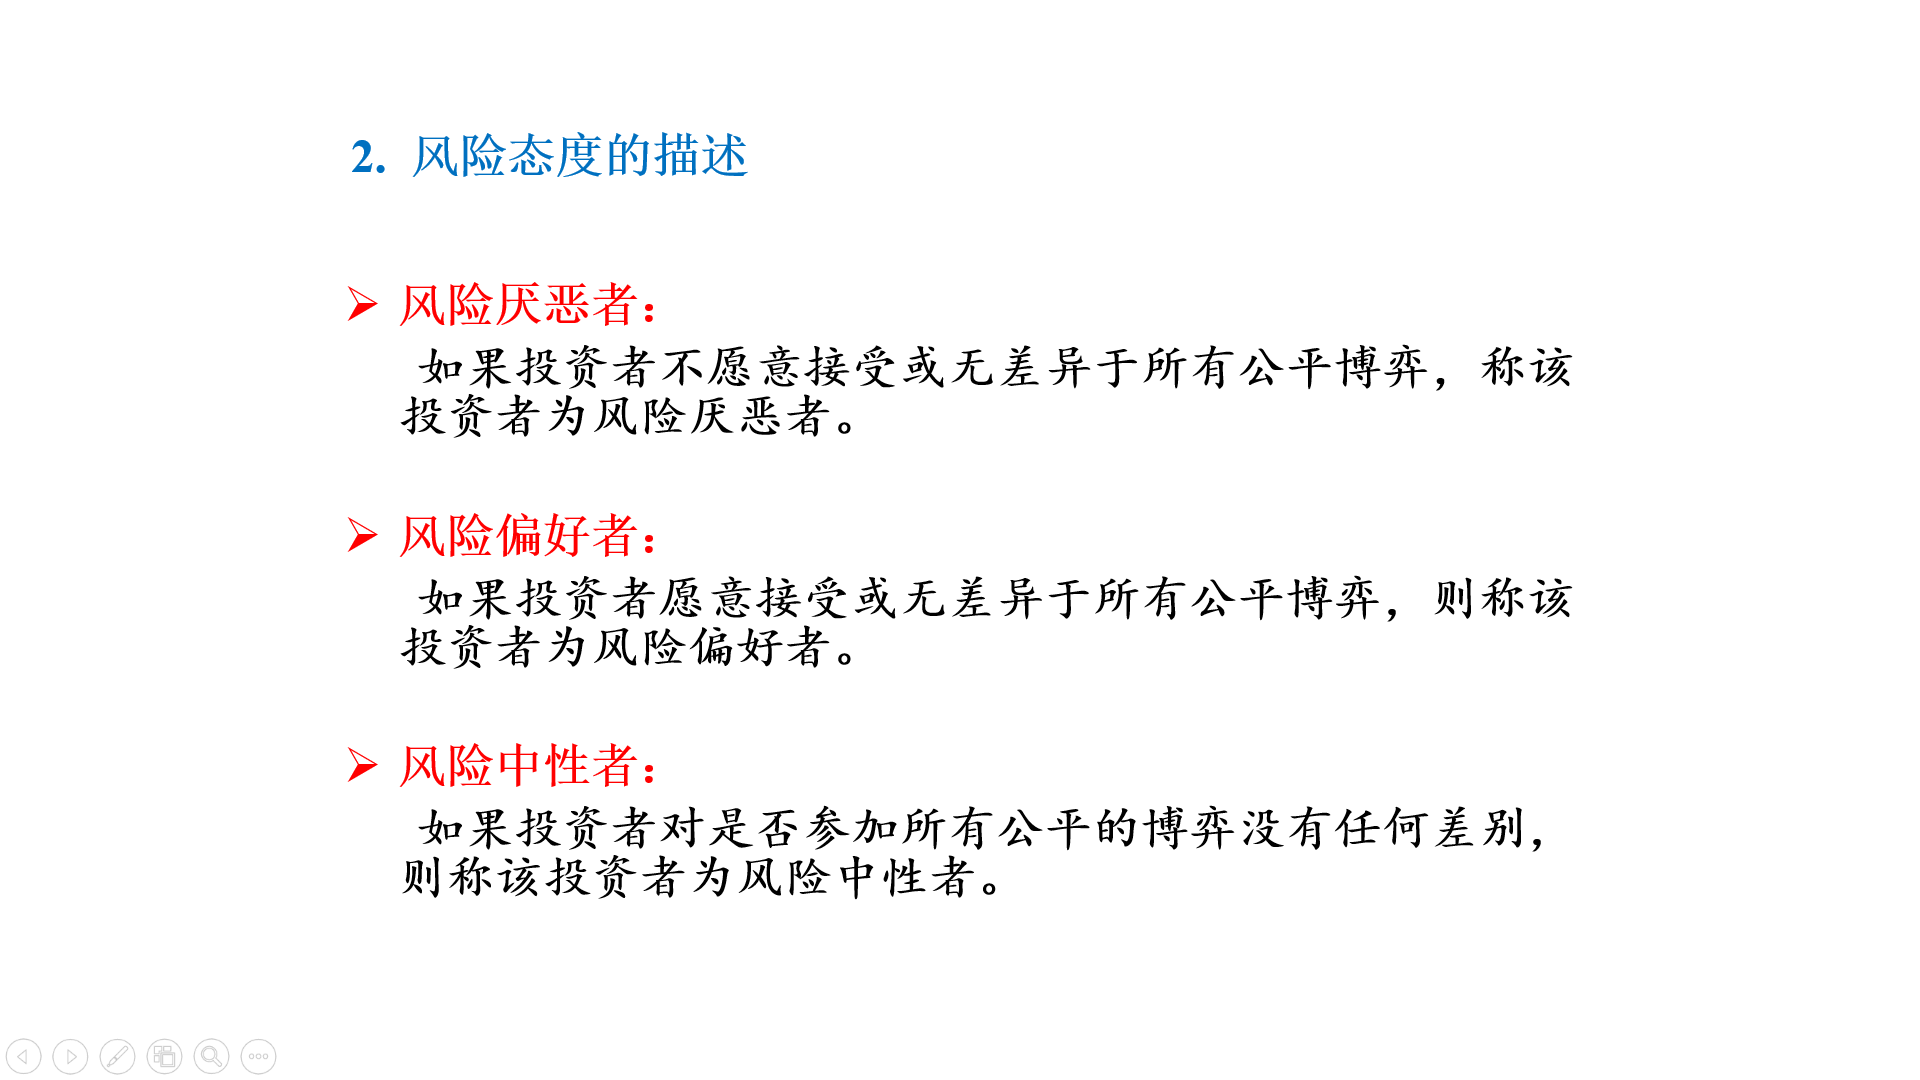 2. 风险态度的描述
风险厌恶者：
如果投资者不愿意接受或无差异于所有公平博弈，称该
投资者为风险厌恶者。
风险偏好者：
如果投资者愿意接受或无差异于所有公平博弈，则称该
投资者为风险偏好者。
风险中性者：
如果投资者对是否参加所有公平的博弈没有任何差别，
则称该投资者为风险中性者。